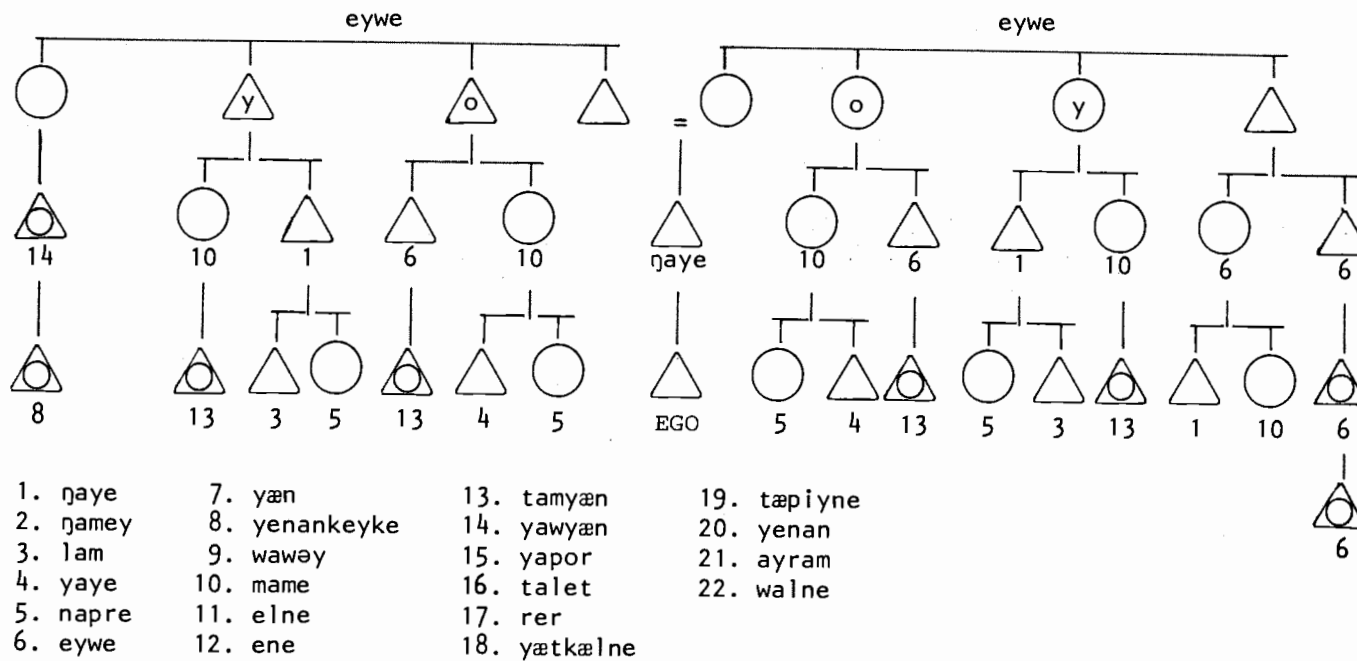 eywe eywe
y o o y
=
14 10 1 6 10 ŋaye 10 6 1 10 6 6
8 13 3 5 13 4 5 EGO 5 4 13 5 3 13 1 10 6
6
1. ŋaye 7. yæn 13. tamyæn 19. tæpiyne
2. ŋamey 8. yenankeyke 14. yawyæn 20. yenan
3. lam 9. wawəy 15. yapor 21. ayram
4. yaye 10. mame 16. talet 22. walne
5. napre 11. elne 17. rer
6. eywe 12. ene 18. yætkælne